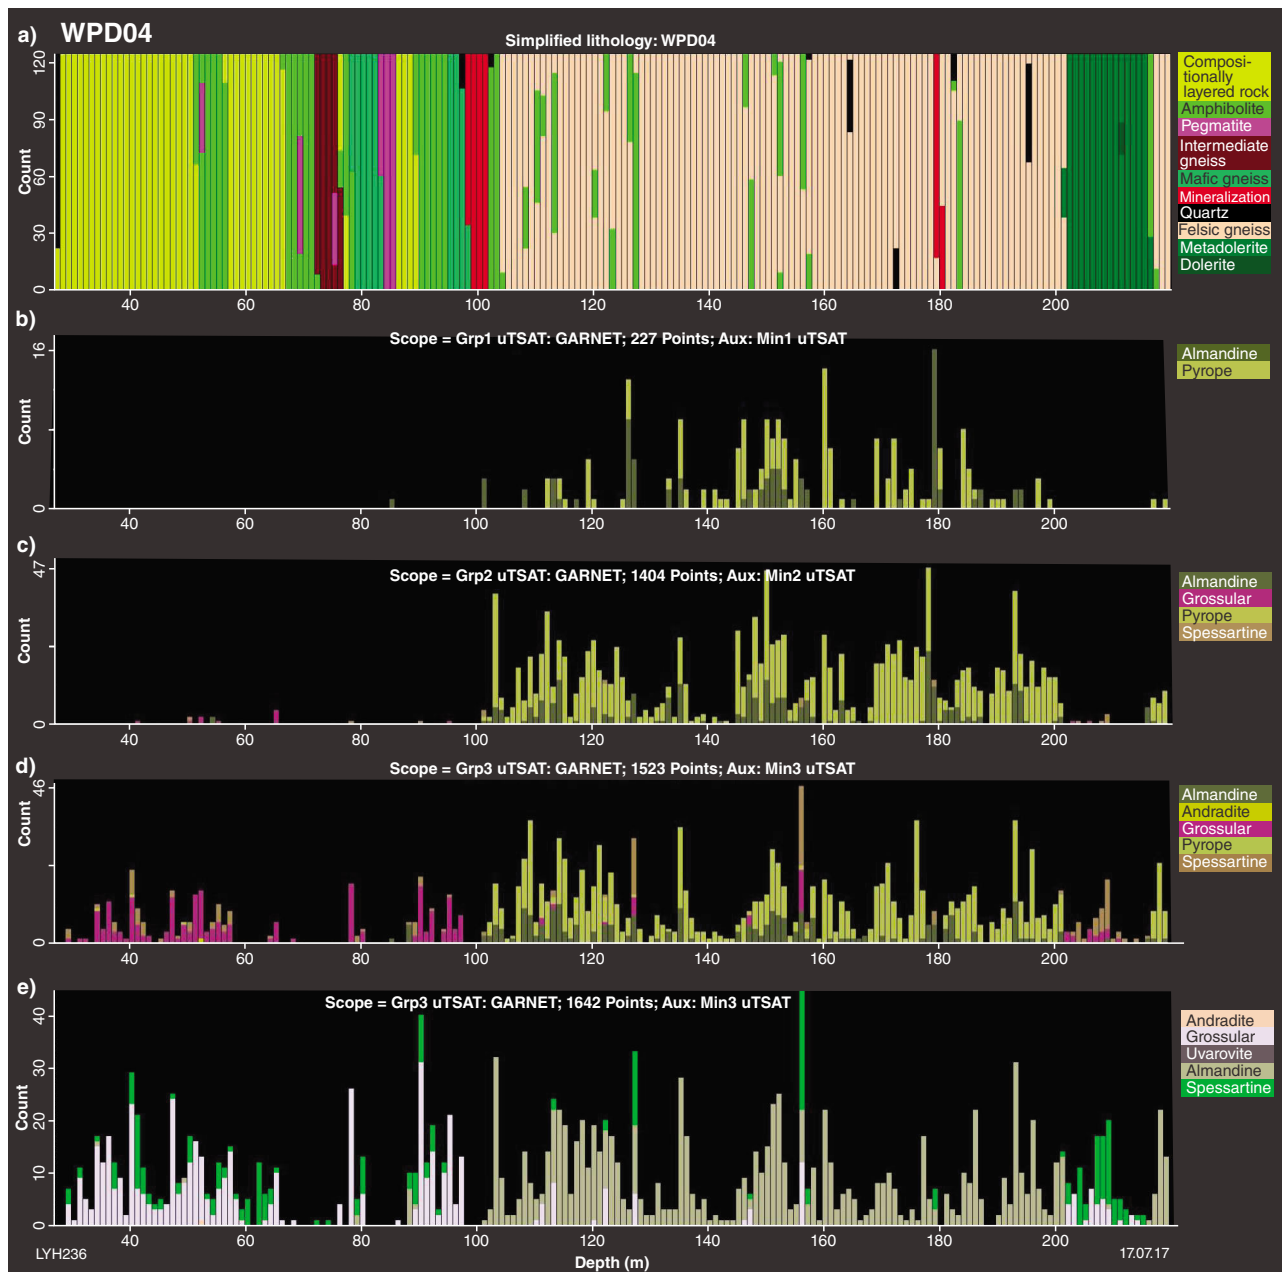 a) WPD04
Simplified lithology: WPD04
Count
0 30 60 90 120
40 60 80 100 120 140 160 180 200
Composi-
tionally
layered rock
Amphibolite
Pegmatite
Intermediate
gneiss
Mafic gneiss
Mineralization
Quartz
Felsic gneiss
Metadolerite
Dolerite
b)
Scope = Grp1 uTSAT: GARNET; 227 Points; Aux: Min1 uTSAT
Count
0 16
40 60 80 100 120 140 160 180 200
Almandine
Pyrope
c)
Scope = Grp2 uTSAT: GARNET; 1404 Points; Aux: Min2 uTSAT
Count
0 47
40 60 80 100 120 140 160 180 200
Almandine
Grossular
Pyrope
Spessartine
d)
Scope = Grp3 uTSAT: GARNET; 1523 Points; Aux: Min3 uTSAT
Count
0 46
40 60 80 100 120 140 160 180 200
Almandine
Andradite
Grossular
Pyrope
Spessartine
e)
Scope = Grp3 uTSAT: GARNET; 1642 Points; Aux: Min3 uTSAT
Count
0 10 20 30 40
40 60 80 100 120 140 160 180 200
Andradite
Grossular
Uvarovite
Almandine
Spessartine
LYH236
Depth (m)
17.07.17